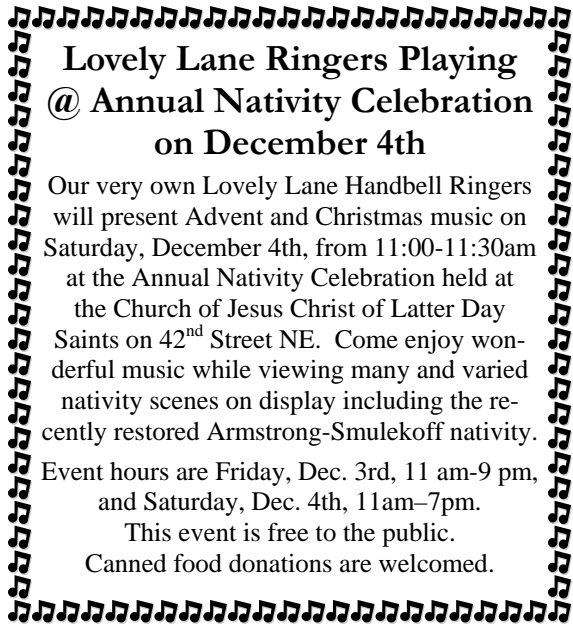 Lovely Lane Ringers Playing
@ Annual Nativity Celebration
on December 4th
Our very own Lovely Lane Handbell Ringers
will present Advent and Christmas music on
Saturday, December 4th, from 11:00-11:30am
at the Annual Nativity Celebration held at
the Church of Jesus Christ of Latter Day
Saints on 42nd Street NE.  Come enjoy won-
derful music while viewing many and varied
nativity scenes on display including the re-
cently restored Armstrong-Smulekoff nativity.
Event hours are Friday, Dec. 3rd, 11 am-9 pm,
and Saturday, Dec. 4th, 11am–7pm.
This event is free to the public.
Canned food donations are welcomed.